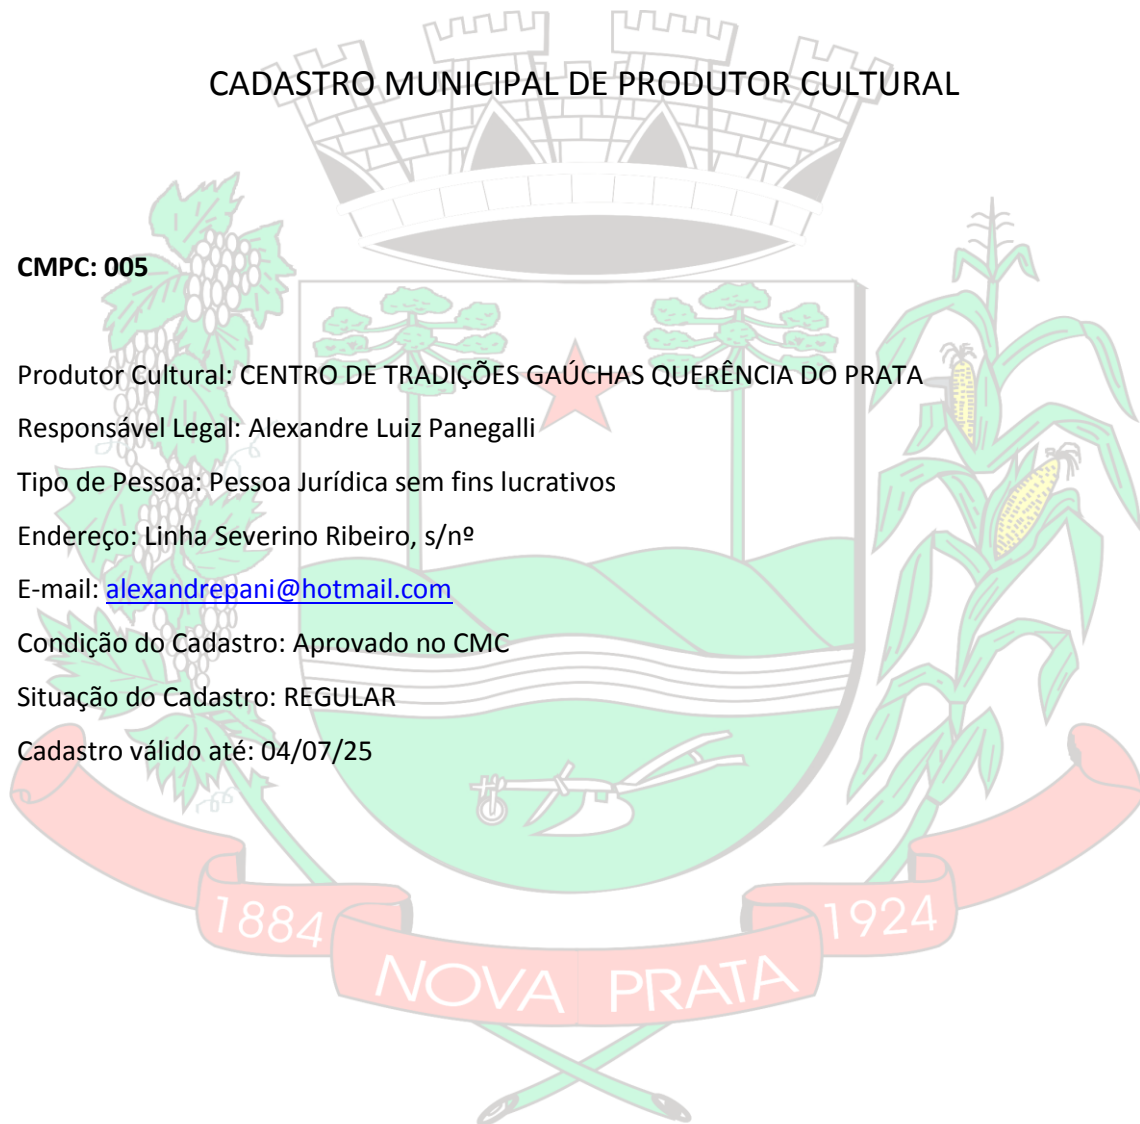 CADASTRO MUNICIPAL DE PRODUTOR CULTURAL
CMPC: 005
Produtor Cultural: CENTRO DE TRADIÇÕES GAÚCHAS QUERÊNCIA DO PRATA
Responsável Legal: Alexandre Luiz Panegalli
Tipo de Pessoa: Pessoa Jurídica sem fins lucrativos
Endereço: Linha Severino Ribeiro, s/nº
E-mail: alexandrepani@hotmail.com
Condição do Cadastro: Aprovado no CMC
Situação do Cadastro: REGULAR
Cadastro válido até: 04/07/25
1884
NOVA PRATA
1924